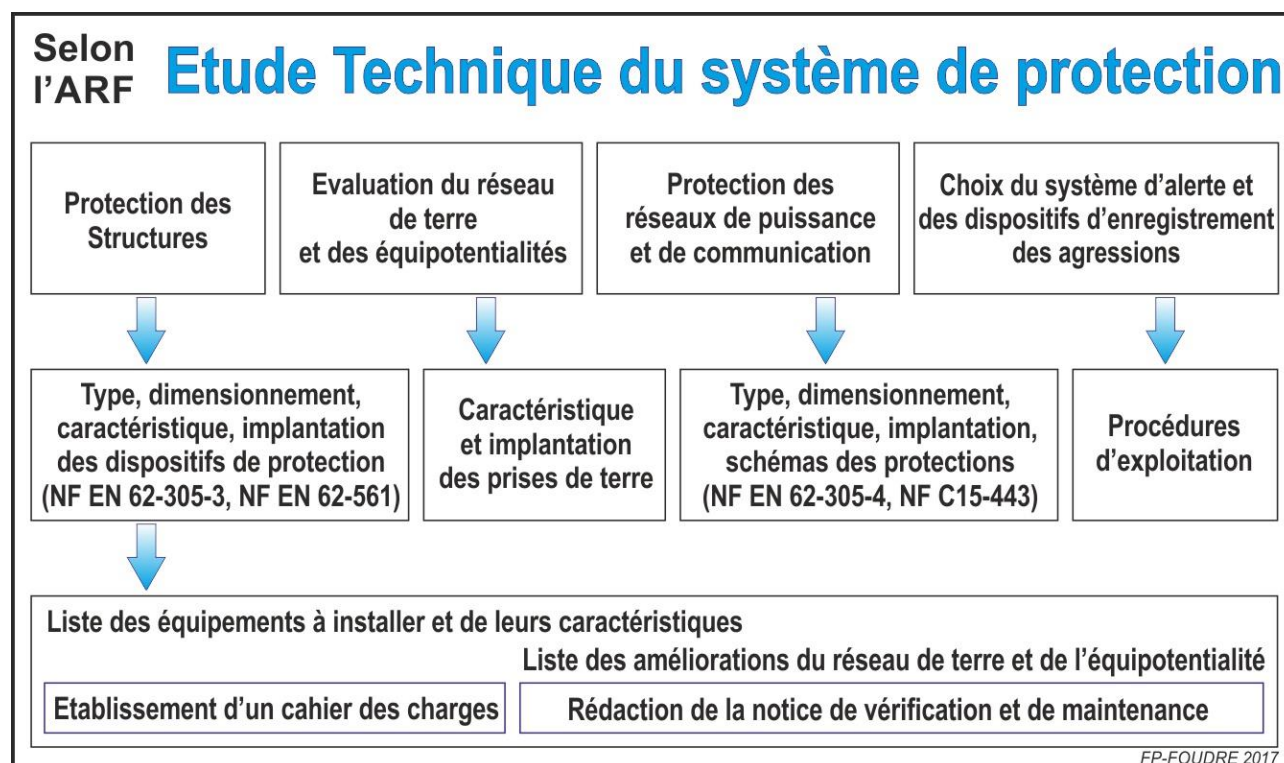 Selon
l'ARF
Etude Technique du système de protection
Protection des
Structures
Evaluation du réseau
de terre
et des équipotentialités
Protection des
réseaux de puissance
et de communication
Choix du système d'alerte et
des dispositifs d'enregistrement
des agressions
Type, dimensionnement,
caractéristique, implantation
des dispositifs de protection
(NF EN 62-305-3, NF EN 62-561)
Caractéristique
et implantation
des prises de terre
Type, dimensionnement,
caractéristique, implantation,
schémas des protections
(NF EN 62-305-4, NF C15-443)
Procédures
d'exploitation
Liste des équipements à installer et de leurs caractéristiques
Liste des améliorations du réseau de terre et de l'équipotentialité
Etablissement d'un cahier des charges
Rédaction de la notice de vérification et de maintenance
FP-FOUDRE 2017